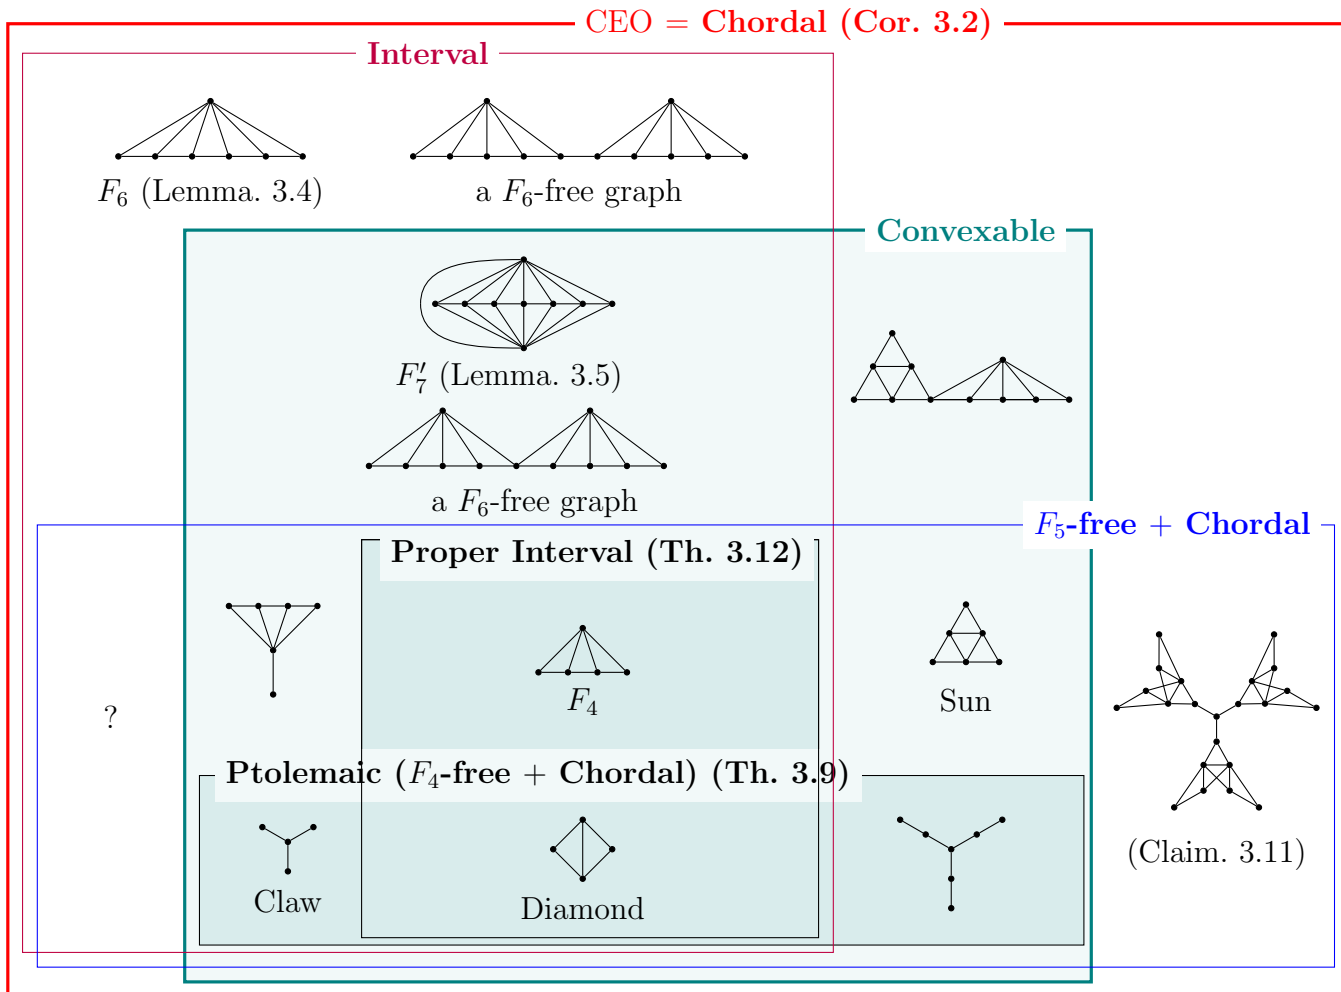 CEO = Chordal (Cor. 3.2)
Interval
F₆ (Lemma. 3.4)
a F₆-free graph
Convexable
F′₇ (Lemma. 3.5)
a F₆-free graph
F₅-free + Chordal
Proper Interval (Th. 3.12)
F₄
Sun
?
Ptolemaic (F₄-free + Chordal) (Th. 3.9)
(Claim. 3.11)
Claw
Diamond